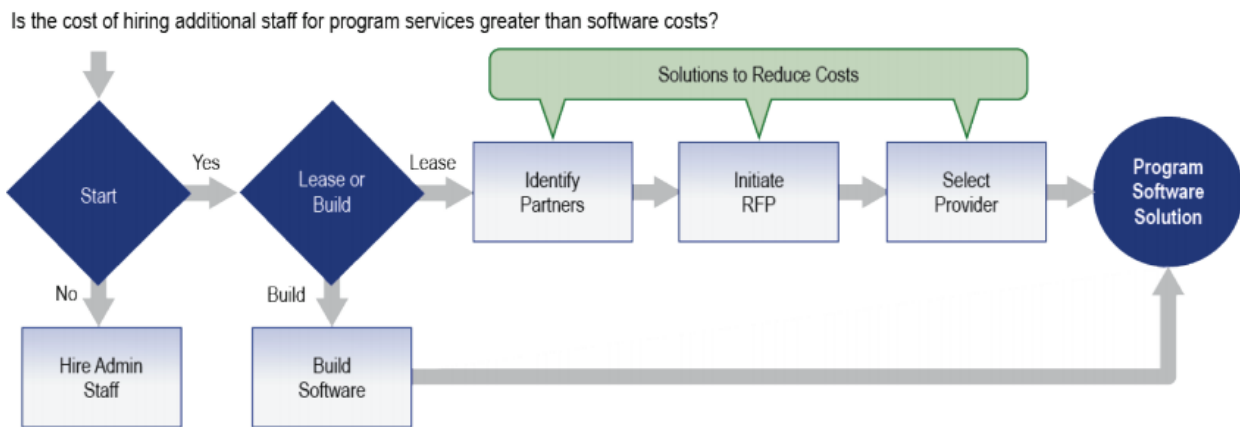 Is the cost of hiring additional staff for program services greater than software costs?
Solutions to Reduce Costs
Start
Yes
Lease or
Build
Lease
Identify
Partners
Initiate
RFP
Select
Provider
Program
Software
Solution
No
Build
Hire Admin
Staff
Build
Software